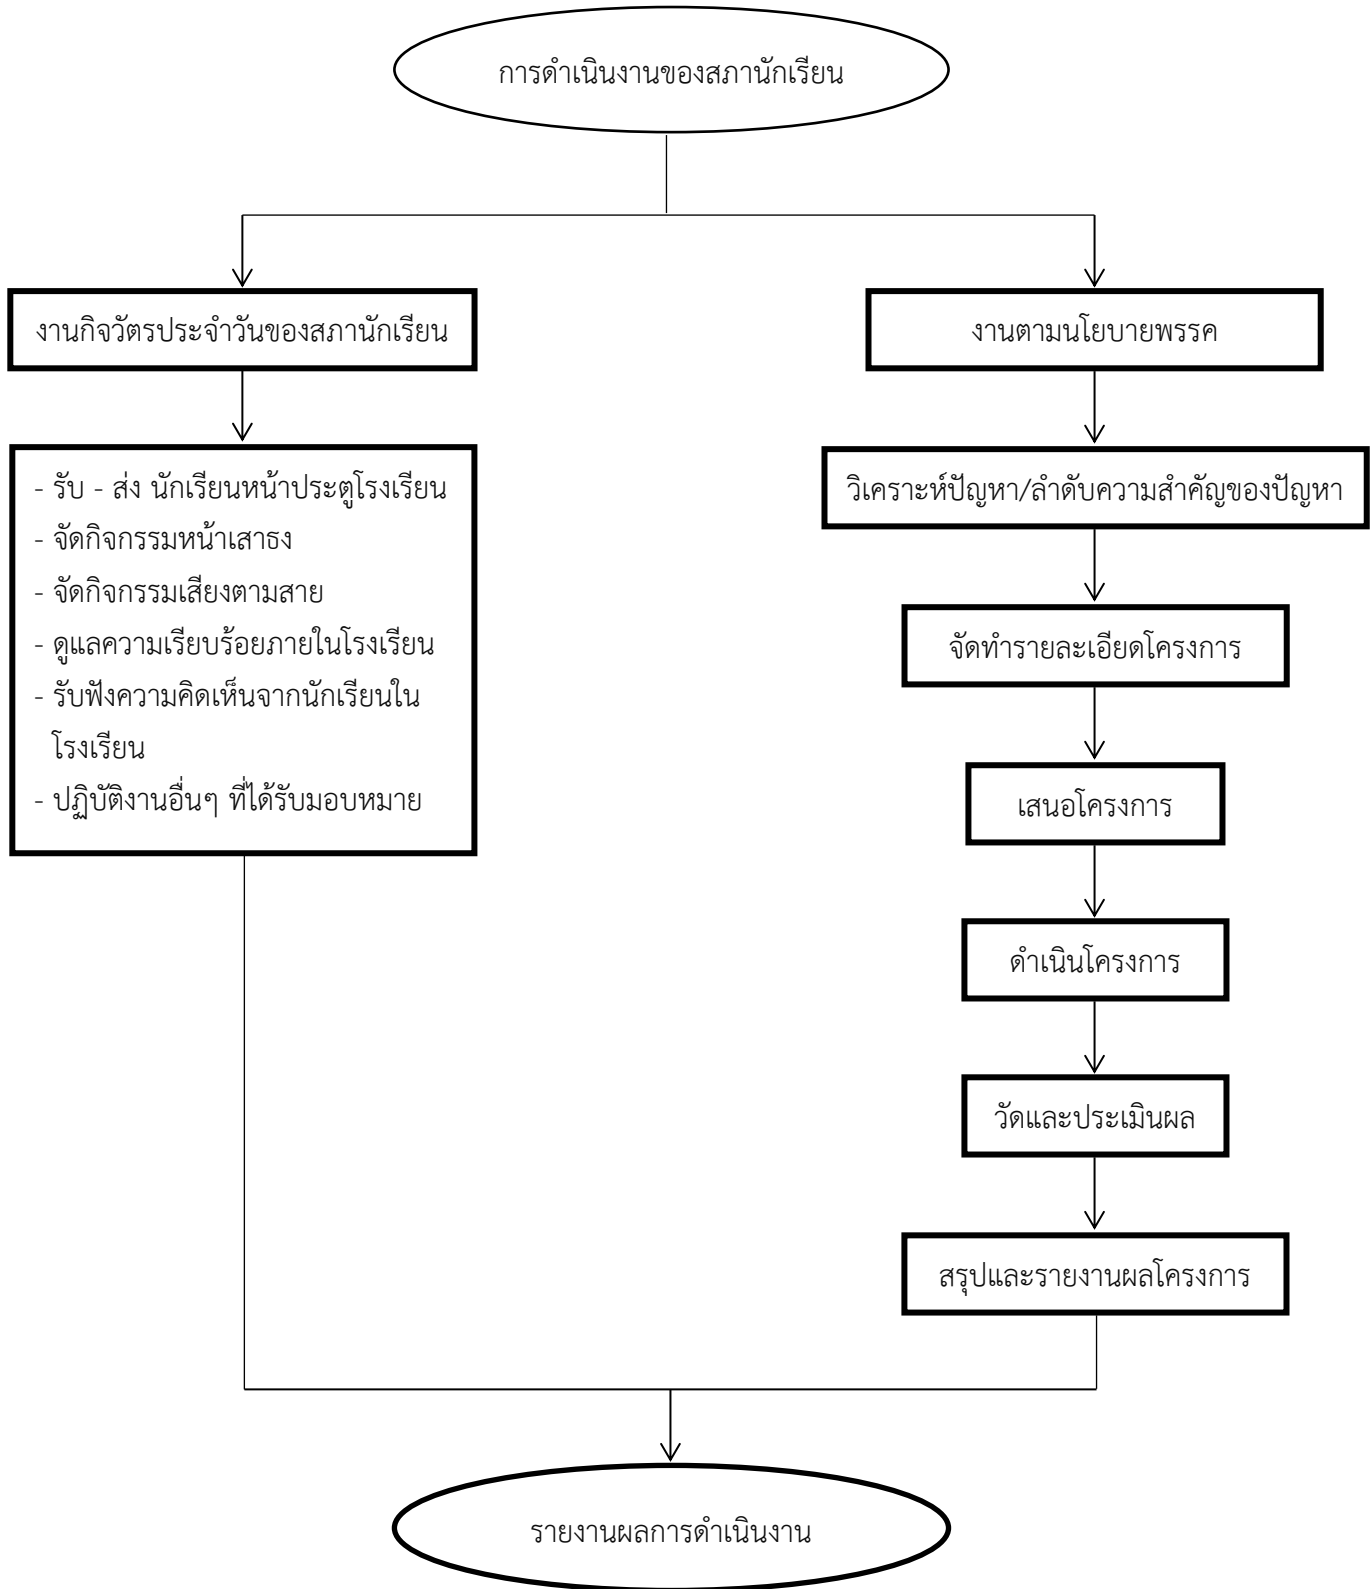 การดำเนินงานของสภานักเรียน
งานกิจวัตรประจำวันของสภานักเรียน
- รับ - ส่ง นักเรียนหน้าประตูโรงเรียน
- จัดกิจกรรมหน้าเสาธง
- จัดกิจกรรมเสียงตามสาย
- ดูแลความเรียบร้อยภายในโรงเรียน
- รับฟังความคิดเห็นจากนักเรียนใน
โรงเรียน
- ปฏิบัติงานอื่นๆ ที่ได้รับมอบหมาย
งานตามนโยบายพรรค
วิเคราะห์ปัญหา/ลำดับความสำคัญของปัญหา
จัดทำรายละเอียดโครงการ
เสนอโครงการ
ดำเนินโครงการ
วัดและประเมินผล
สรุปและรายงานผลโครงการ
รายงานผลการดำเนินงาน